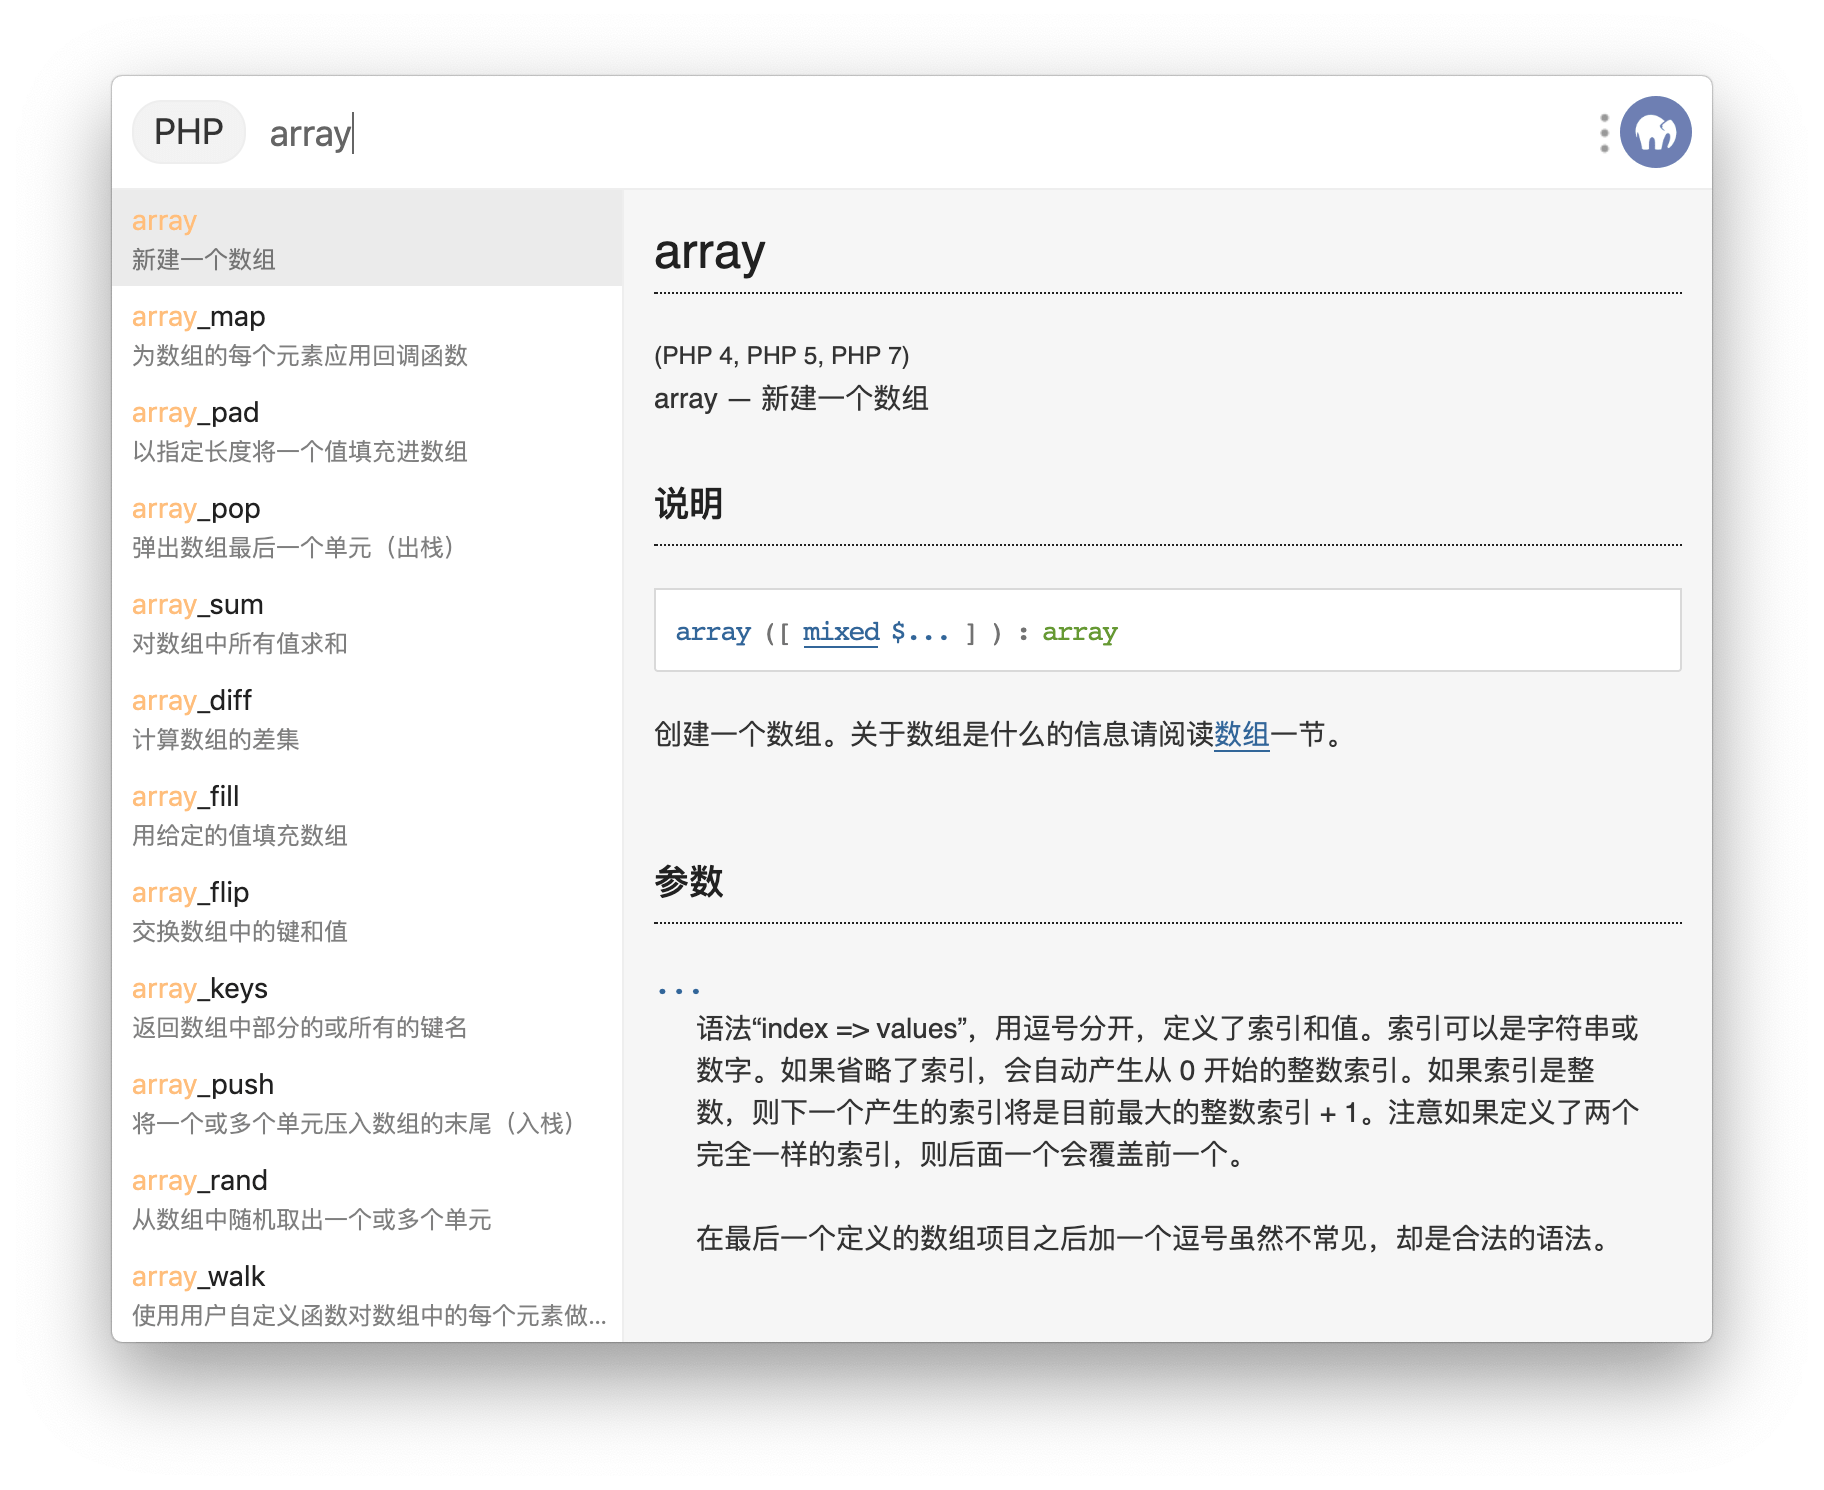 PHP array
array
新建一个数组
array_map
为数组的每个元素应用回调函数
array_pad
以指定长度将一个值填充进数组
array_pop
弹出数组最后一个单元（出栈）
array_sum
对数组中所有值求和
array_diff
计算数组的差集
array_fill
用给定的值填充数组
array_flip
交换数组中的键和值
array_keys
返回数组中部分的或所有的键名
array_push
将一个或多个单元压入数组的末尾（入栈）
array_rand
从数组中随机取出一个或多个单元
array_walk
使用用户自定义函数对数组中的每个元素做...
array
(PHP 4, PHP 5, PHP 7)
array — 新建一个数组
说明
array ([ mixed $... ] ) : array
创建一个数组。关于数组是什么的信息请阅读数组一节。
参数
...
语法“index => values”，用逗号分开，定义了索引和值。索引可以是字符串或
数字。如果省略了索引，会自动产生从 0 开始的整数索引。如果索引是整
数，则下一个产生的索引将是目前最大的整数索引 + 1。注意如果定义了两个
完全一样的索引，则后面一个会覆盖前一个。
在最后一个定义的数组项目之后加一个逗号虽然不常见，却是合法的语法。